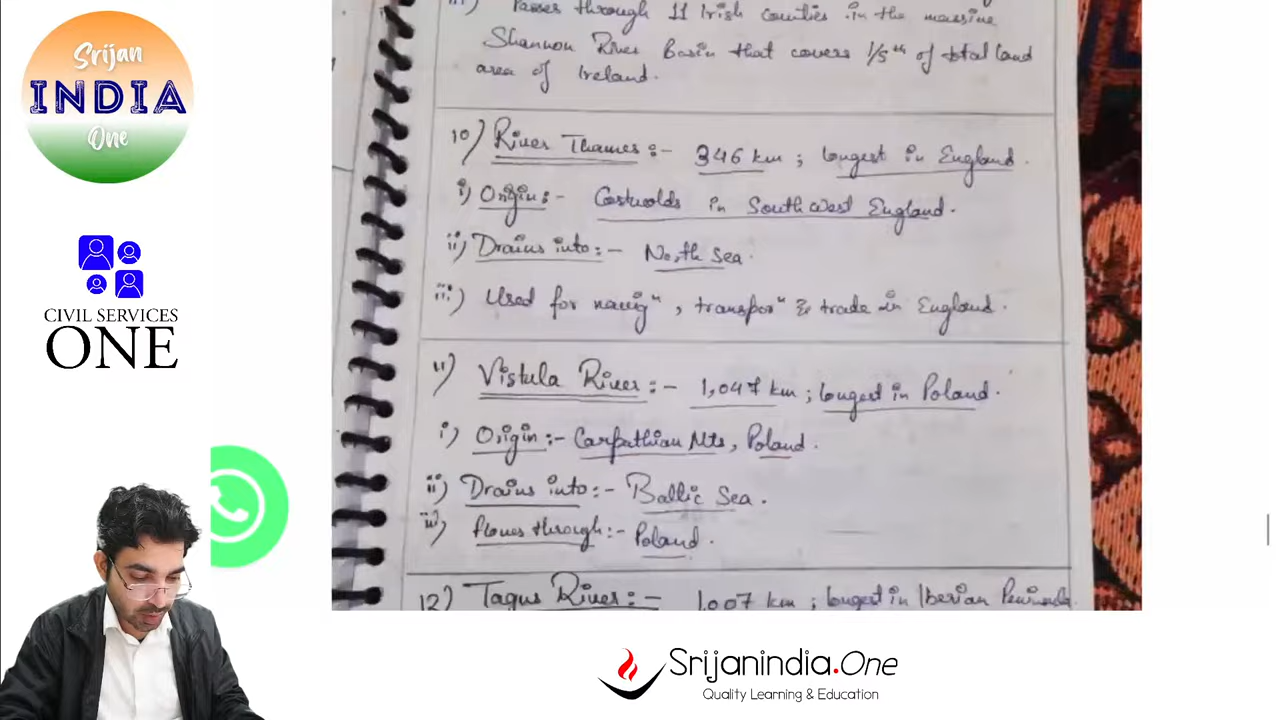 Srijan
INDIA
One
CIVIL SERVICES
ONE
iii) Passes through 11 Irish counties in the massive
Shannon River Basin that covers 1/5th of total land
area of Ireland.
10) River Thames :- 346 km ; longest in England.
i) Origin :- Costwolds in South West England.
ii) Drains into :- North Sea.
iii) Used for navign, transporn & trade in England.
11) Vistula River :- 1,047 km ; longest in Poland.
i) Origin :- Carpathian Mts, Poland.
ii) Drains into :- Baltic Sea.
iii) Flows through :- Poland.
12) Tagus River :- 1,007 km ; longest in Iberian Peninsula
Srijanindia.One
Quality Learning & Education